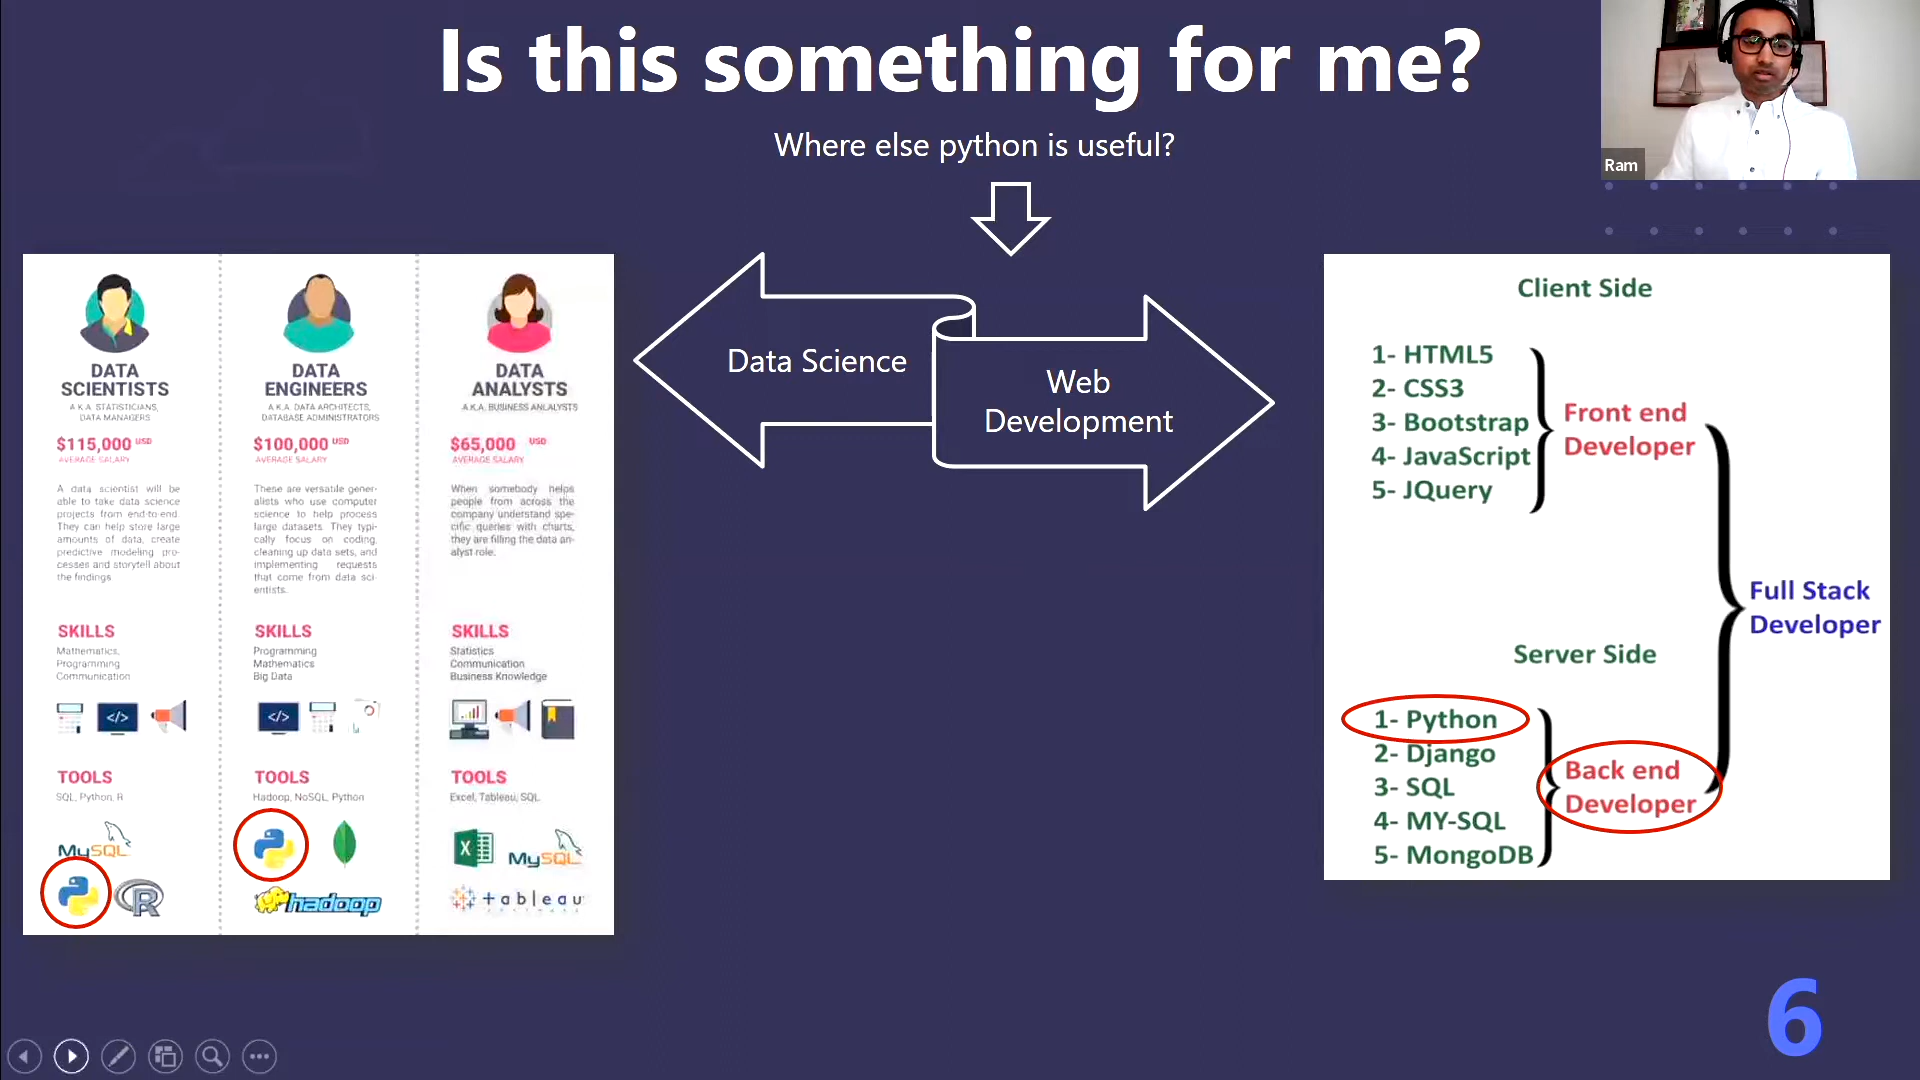 Is this something for me?
Where else python is useful?
Ram
Data Science
Web
Development
DATA
SCIENTISTS
A.K.A. STATISTICIANS,
DATA MANAGERS
$115,000 USD
AVERAGE SALARY
A data scientist will be
able to take data science
projects from end-to-end.
They can help store large
amounts of data, create
predictive modeling pro-
cesses and storytell about
the findings
SKILLS
Mathematics,
Programming
Communication
</>
TOOLS
SQL, Python, R
MySQL
R
DATA
ENGINEERS
A.K.A. DATA ARCHITECTS,
DATABASE ADMINISTRATORS
$100,000 USD
AVERAGE SALARY
These are versatile gener-
alists who use computer
science to help process
large datasets. They typi-
cally focus on coding,
cleaning up data sets, and
implementing requests
that come from data sci-
entists.
SKILLS
Programming
Mathematics
Big Data
</>
TOOLS
Hadoop, NoSQL, Python
hadoop
DATA
ANALYSTS
A.K.A. BUSINESS ANLALYSTS
$65,000 USD
AVERAGE SALARY
When somebody helps
people from across the
company understand spe-
cific queries with charts,
they are filling the data an-
alyst role.
SKILLS
Statistics
Communication
Business Knowledge
TOOLS
Excel, Tableau, SQL
X
MySQL
+ableau
Client Side
1- HTML5
2- CSS3
3- Bootstrap
4- JavaScript
5- JQuery
Front end
Developer
Full Stack
Developer
Server Side
1- Python
2- Django
3- SQL
4- MY-SQL
5- MongoDB
Back end
Developer
6